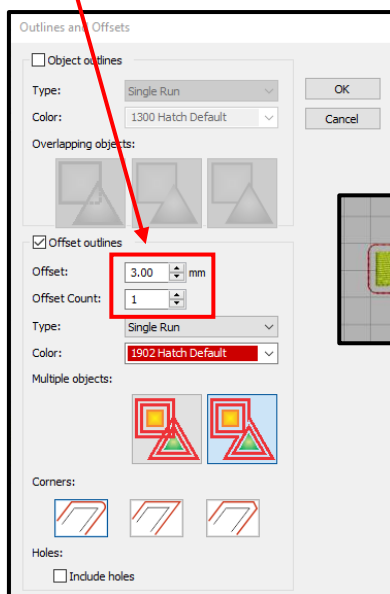 Outlines and Offsets
Object outlines
OK
Type: Single Run
Color: 1300 Hatch Default
Cancel
Overlapping objects:
Offset outlines
Offset: 3.00 mm
Offset Count: 1
Type: Single Run
Color: 1902 Hatch Default
Multiple objects:
Corners:
Holes:
Include holes